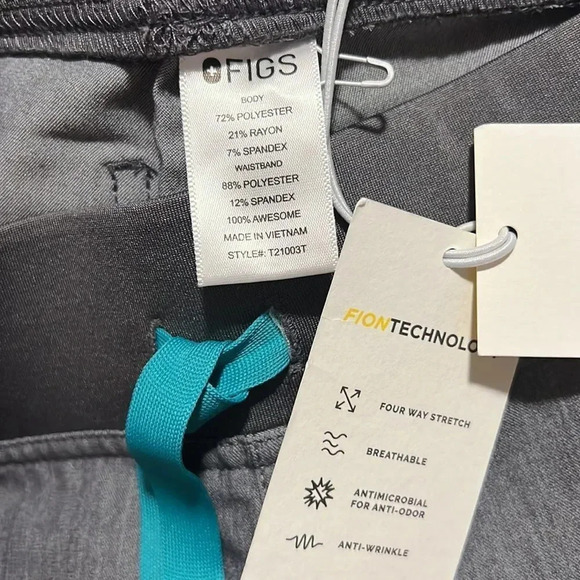 FIGS
BODY
72% POLYESTER
21% RAYON
7% SPANDEX
WAISTBAND
88% POLYESTER
12% SPANDEX
100% AWESOME
MADE IN VIETNAM
STYLE#: T21003T
FIONTECHNOLO
FOUR WAY STRETCH
BREATHABLE
ANTIMICROBIAL
FOR ANTI-ODOR
ANTI-WRINKLE